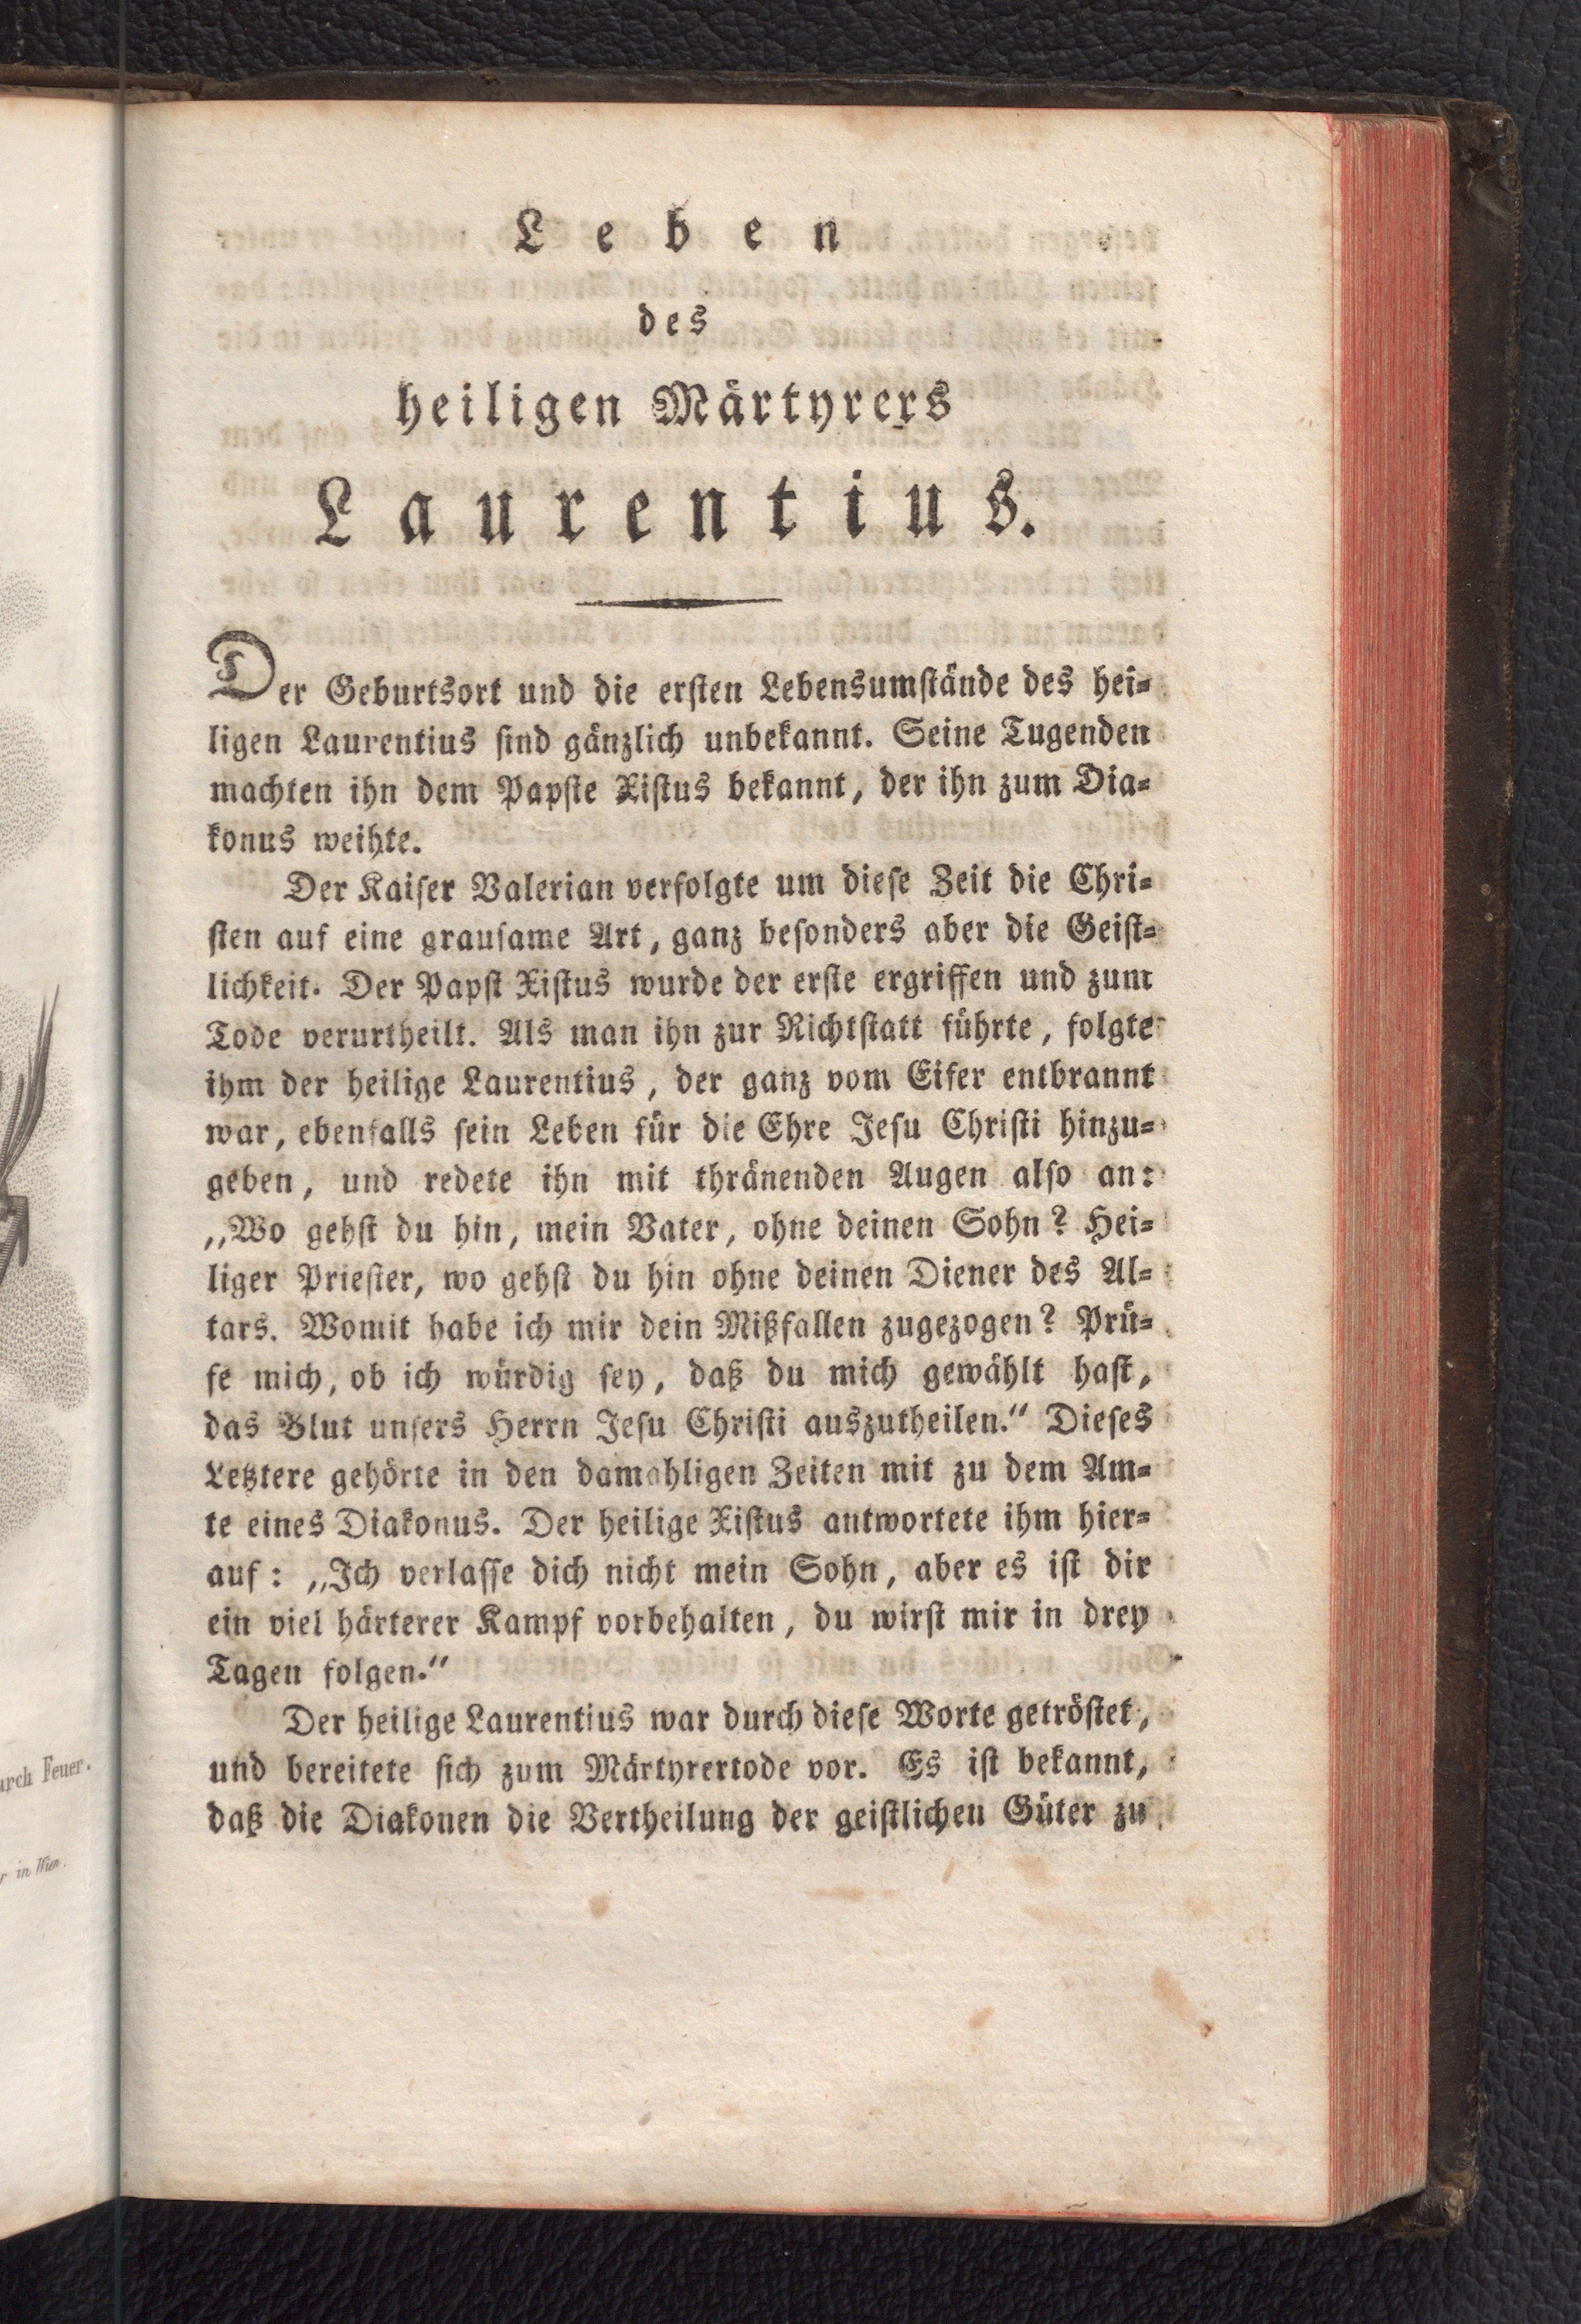 Leben
des
heiligen Märtyrers
Laurentius.
Der Geburtsort und die ersten Lebensumstände des hei-
ligen Laurentius sind gänzlich unbekannt. Seine Tugenden
machten ihn dem Papste Xistus bekannt, der ihn zum Dia-
konus weihte.
Der Kaiser Valerian verfolgte um diese Zeit die Chri-
sten auf eine grausame Art, ganz besonders aber die Geist-
lichkeit. Der Papst Xistus wurde der erste ergriffen und zum
Tode verurtheilt. Als man ihn zur Richtstatt führte, folgte
ihm der heilige Laurentius, der ganz vom Eifer entbrannt
war, ebenfalls sein Leben für die Ehre Jesu Christi hinzu-
geben, und redete ihn mit thränenden Augen also an:
„Wo gehst du hin, mein Vater, ohne deinen Sohn? Hei-
liger Priester, wo gehst du hin ohne deinen Diener des Al-
tars. Womit habe ich mir dein Mißfallen zugezogen? Prü-
fe mich, ob ich würdig sey, daß du mich gewählt hast,
das Blut unsers Herrn Jesu Christi auszutheilen.“ Dieses
Letztere gehörte in den damahligen Zeiten mit zu dem Am-
te eines Diakonus. Der heilige Xistus antwortete ihm hier-
auf: „Ich verlasse dich nicht mein Sohn, aber es ist dir
ein viel härterer Kampf vorbehalten, du wirst mir in drey
Tagen folgen.“
Der heilige Laurentius war durch diese Worte getröstet,
und bereitete sich zum Märtyrertode vor. Es ist bekannt,
daß die Diakonen die Vertheilung der geistlichen Güter zu
Feuer.
in Wien.